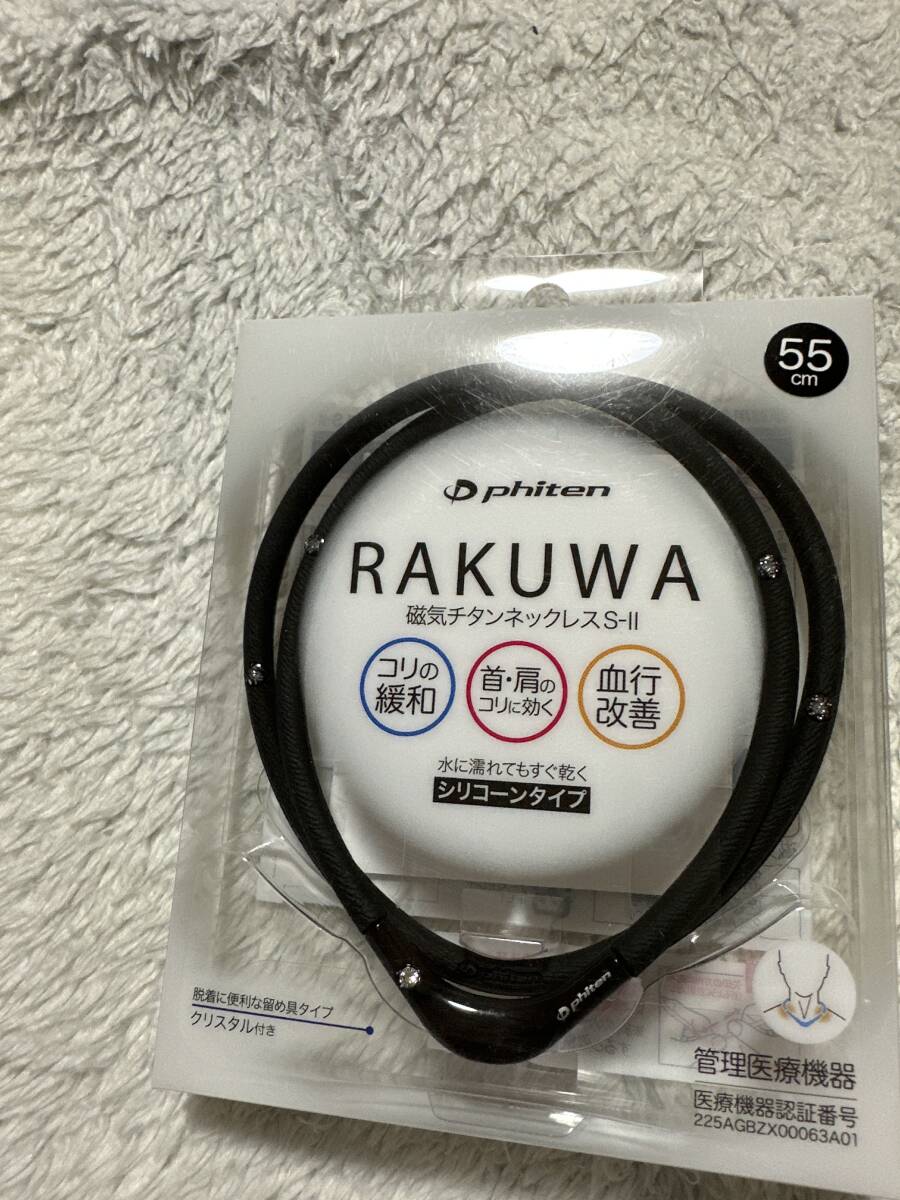 55
cm
phiten
RAKUWA
磁気チタンネックレスS-II
コリの
緩和
首・肩の
コリに効く
血行
改善
水に濡れてもすぐ乾く
シリコーンタイプ
phiten
脱着に便利な留め具タイプ
クリスタル付き
管理医療機器
医療機器認証番号
225AGBZX00063A01